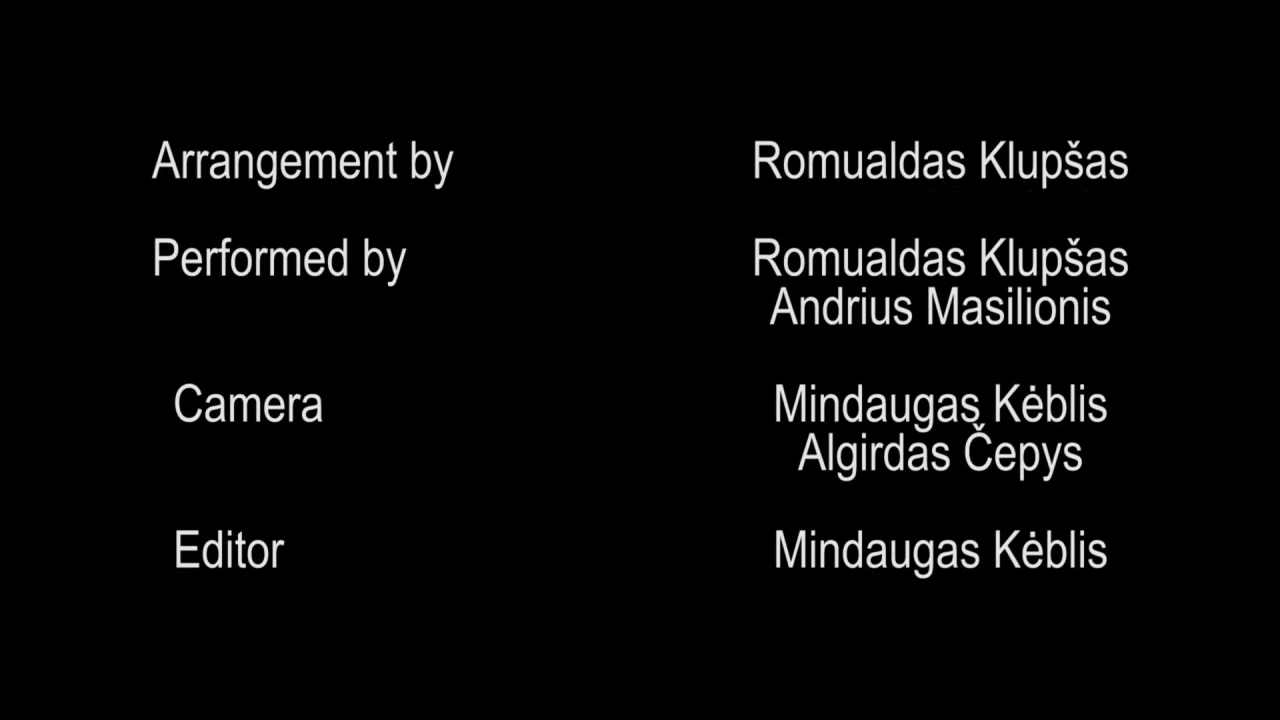 Arrangement by Romualdas Klupšas
Performed by Romualdas Klupšas
Andrius Masilionis
Camera Mindaugas Kėblis
Algirdas Čepys
Editor Mindaugas Kėblis